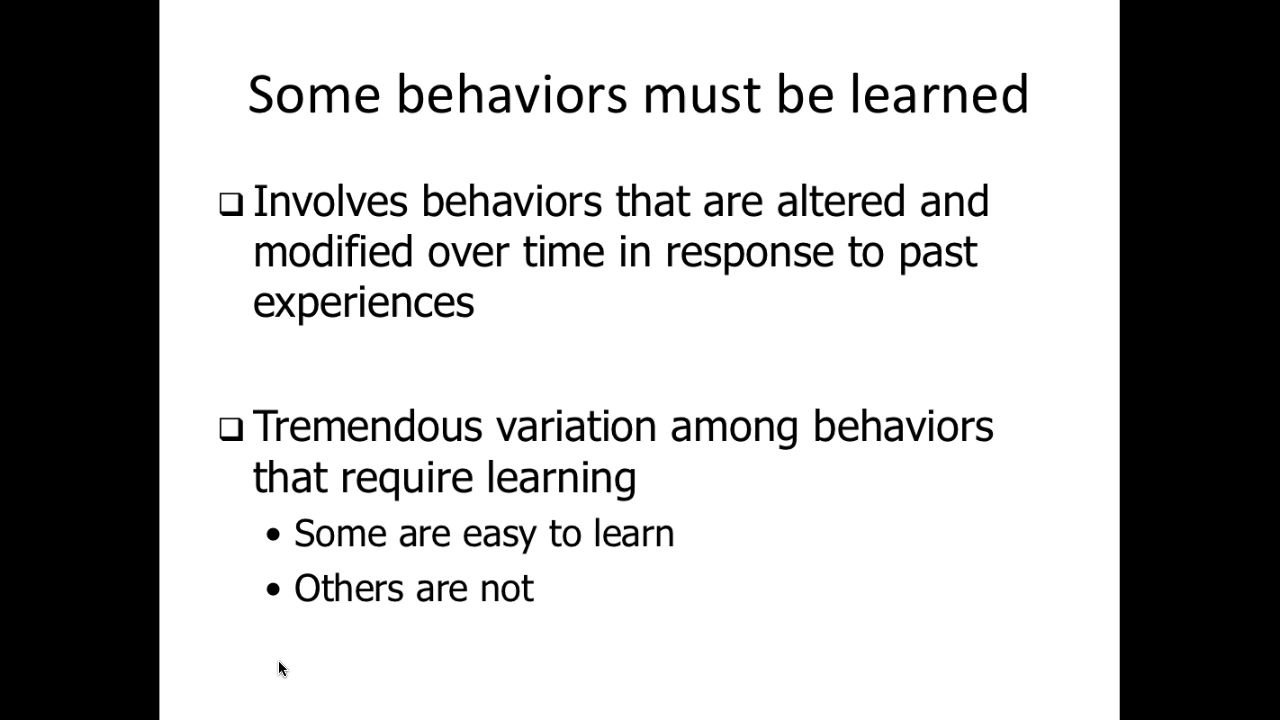 Some behaviors must be learned
❑ Involves behaviors that are altered and
modified over time in response to past
experiences
❑ Tremendous variation among behaviors
that require learning
• Some are easy to learn
• Others are not